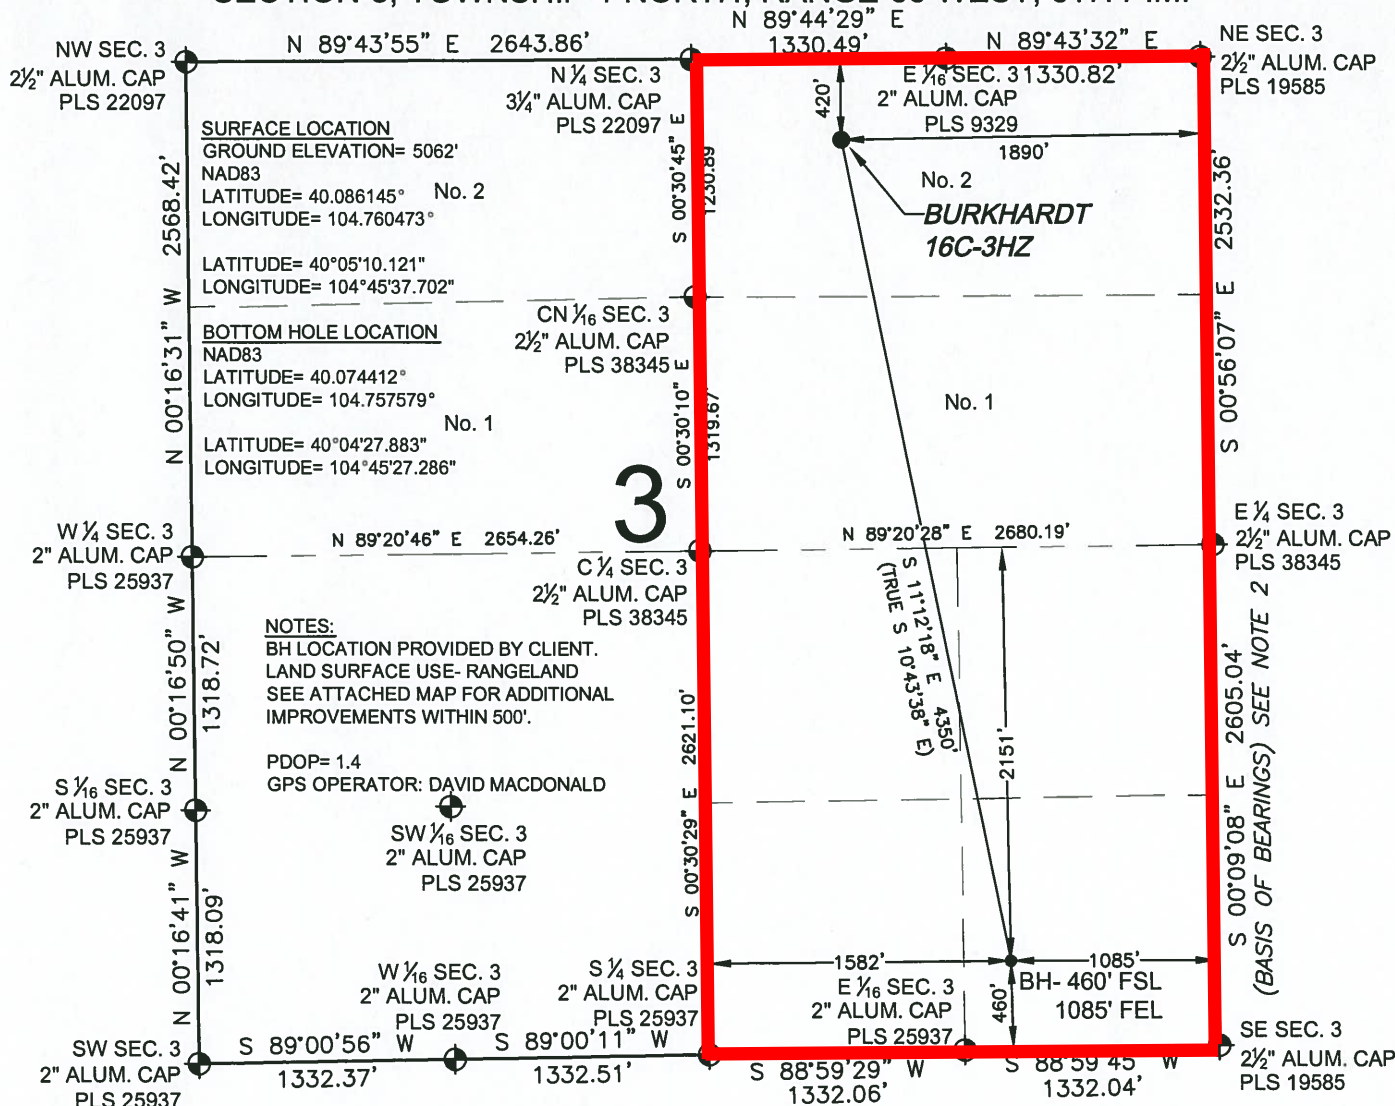 N 89°44'29" E
1330.49'
N 89°43'55" E 2643.86'
N 89°43'32" E
1330.82'
NW SEC. 3
2½" ALUM. CAP
PLS 22097
N ¼ SEC. 3
3¼" ALUM. CAP
PLS 22097
E 1⁄16 SEC. 3
2" ALUM. CAP
PLS 9329
NE SEC. 3
2½" ALUM. CAP
PLS 19585
420'
1890'
No. 2
BURKHARDT
16C-3HZ
SURFACE LOCATION
GROUND ELEVATION= 5062'
NAD83
LATITUDE= 40.086145°
LONGITUDE= 104.760473°
No. 2
LATITUDE= 40°05'10.121"
LONGITUDE= 104°45'37.702"
BOTTOM HOLE LOCATION
NAD83
LATITUDE= 40.074412°
LONGITUDE= 104.757579°
No. 1
LATITUDE= 40°04'27.883"
LONGITUDE= 104°45'27.286"
N 00°16'31" W 2568.42'
S 00°30'45" E
1230.89
CN 1⁄16 SEC. 3
2½" ALUM. CAP
PLS 38345
S 00°30'10" E
1319.67'
No. 1
S 00°56'07" E 2532.36'
3
W ¼ SEC. 3
2" ALUM. CAP
PLS 25937
N 89°20'46" E 2654.26'
C ¼ SEC. 3
2½" ALUM. CAP
PLS 38345
N 89°20'28" E 2680.19'
E ¼ SEC. 3
2½" ALUM. CAP
PLS 38345
S 11°12'18" E 4350'
(TRUE S 10°43'38" E)
2151'
NOTES:
BH LOCATION PROVIDED BY CLIENT.
LAND SURFACE USE- RANGELAND
SEE ATTACHED MAP FOR ADDITIONAL
IMPROVEMENTS WITHIN 500'.
PDOP= 1.4
GPS OPERATOR: DAVID MACDONALD
N 00°16'50" W
1318.72'
S 00°30'29" E 2621.10'
S 00°09'08" E 2605.04'
(BASIS OF BEARINGS) SEE NOTE 2
S 1⁄16 SEC. 3
2" ALUM. CAP
PLS 25937
SW 1⁄16 SEC. 3
2" ALUM. CAP
PLS 25937
N 00°16'41" W
1318.09'
W 1⁄16 SEC. 3
2" ALUM. CAP
PLS 25937
S ¼ SEC. 3
2" ALUM. CAP
PLS 25937
1582'
1085'
460'
E 1⁄16 SEC. 3
2" ALUM. CAP
PLS 25937
BH- 460' FSL
1085' FEL
SW SEC. 3
2" ALUM. CAP
PLS 25937
S 89°00'56" W
1332.37'
S 89°00'11" W
1332.51'
S 88°59'29" W
1332.06'
S 88 59 45 W
1332.04'
SE SEC. 3
2½" ALUM. CAP
PLS 19585